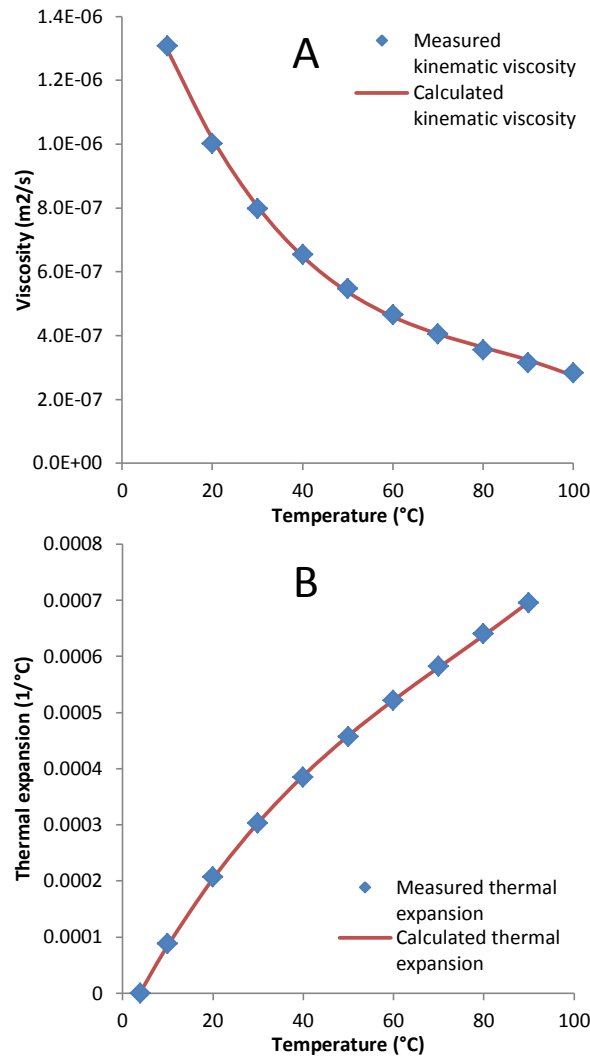 A
Measured
kinematic viscosity
Calculated
kinematic viscosity
Viscosity (m2/s)
1.4E-06
1.2E-06
1.0E-06
8.0E-07
6.0E-07
4.0E-07
2.0E-07
0.0E+00
0 20 40 60 80 100
Temperature (°C)
B
Thermal expansion (1/°C)
0.0008
0.0007
0.0006
0.0005
0.0004
0.0003
0.0002
0.0001
0
Measured thermal
expansion
Calculated thermal
expansion
0 20 40 60 80 100
Temperature (°C)